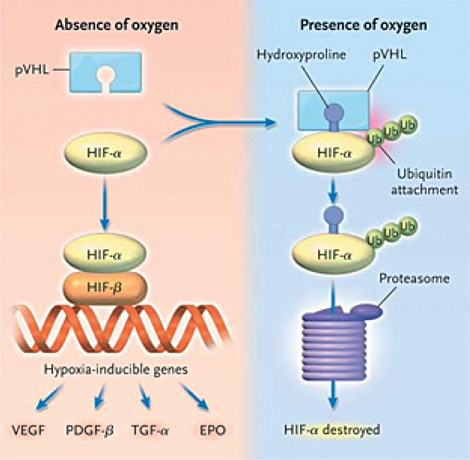 Absence of oxygen
pVHL
HIF-α
HIF-α
HIF-β
Hypoxia-inducible genes
VEGF PDGF-β TGF-α EPO
Presence of oxygen
Hydroxyproline pVHL
HIF-α
Ub Ub Ub
Ubiquitin
attachment
HIF-α
Ub Ub Ub
Proteasome
HIF-α destroyed